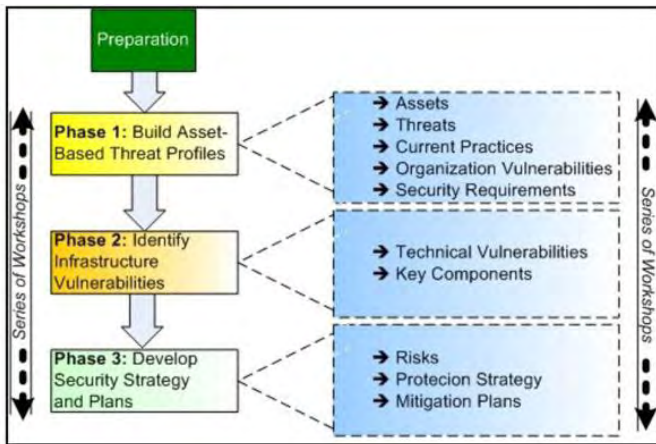 Preparation
Phase 1: Build Asset-
Based Threat Profiles
➔ Assets
➔ Threats
➔ Current Practices
➔ Organization Vulnerabilities
➔ Security Requirements
Phase 2: Identify
Infrastructure
Vulnerabilities
➔ Technical Vulnerabilities
➔ Key Components
Phase 3: Develop
Security Strategy
and Plans
➔ Risks
➔ Protecion Strategy
➔ Mitigation Plans
Series of Workshops
Series of Workshops